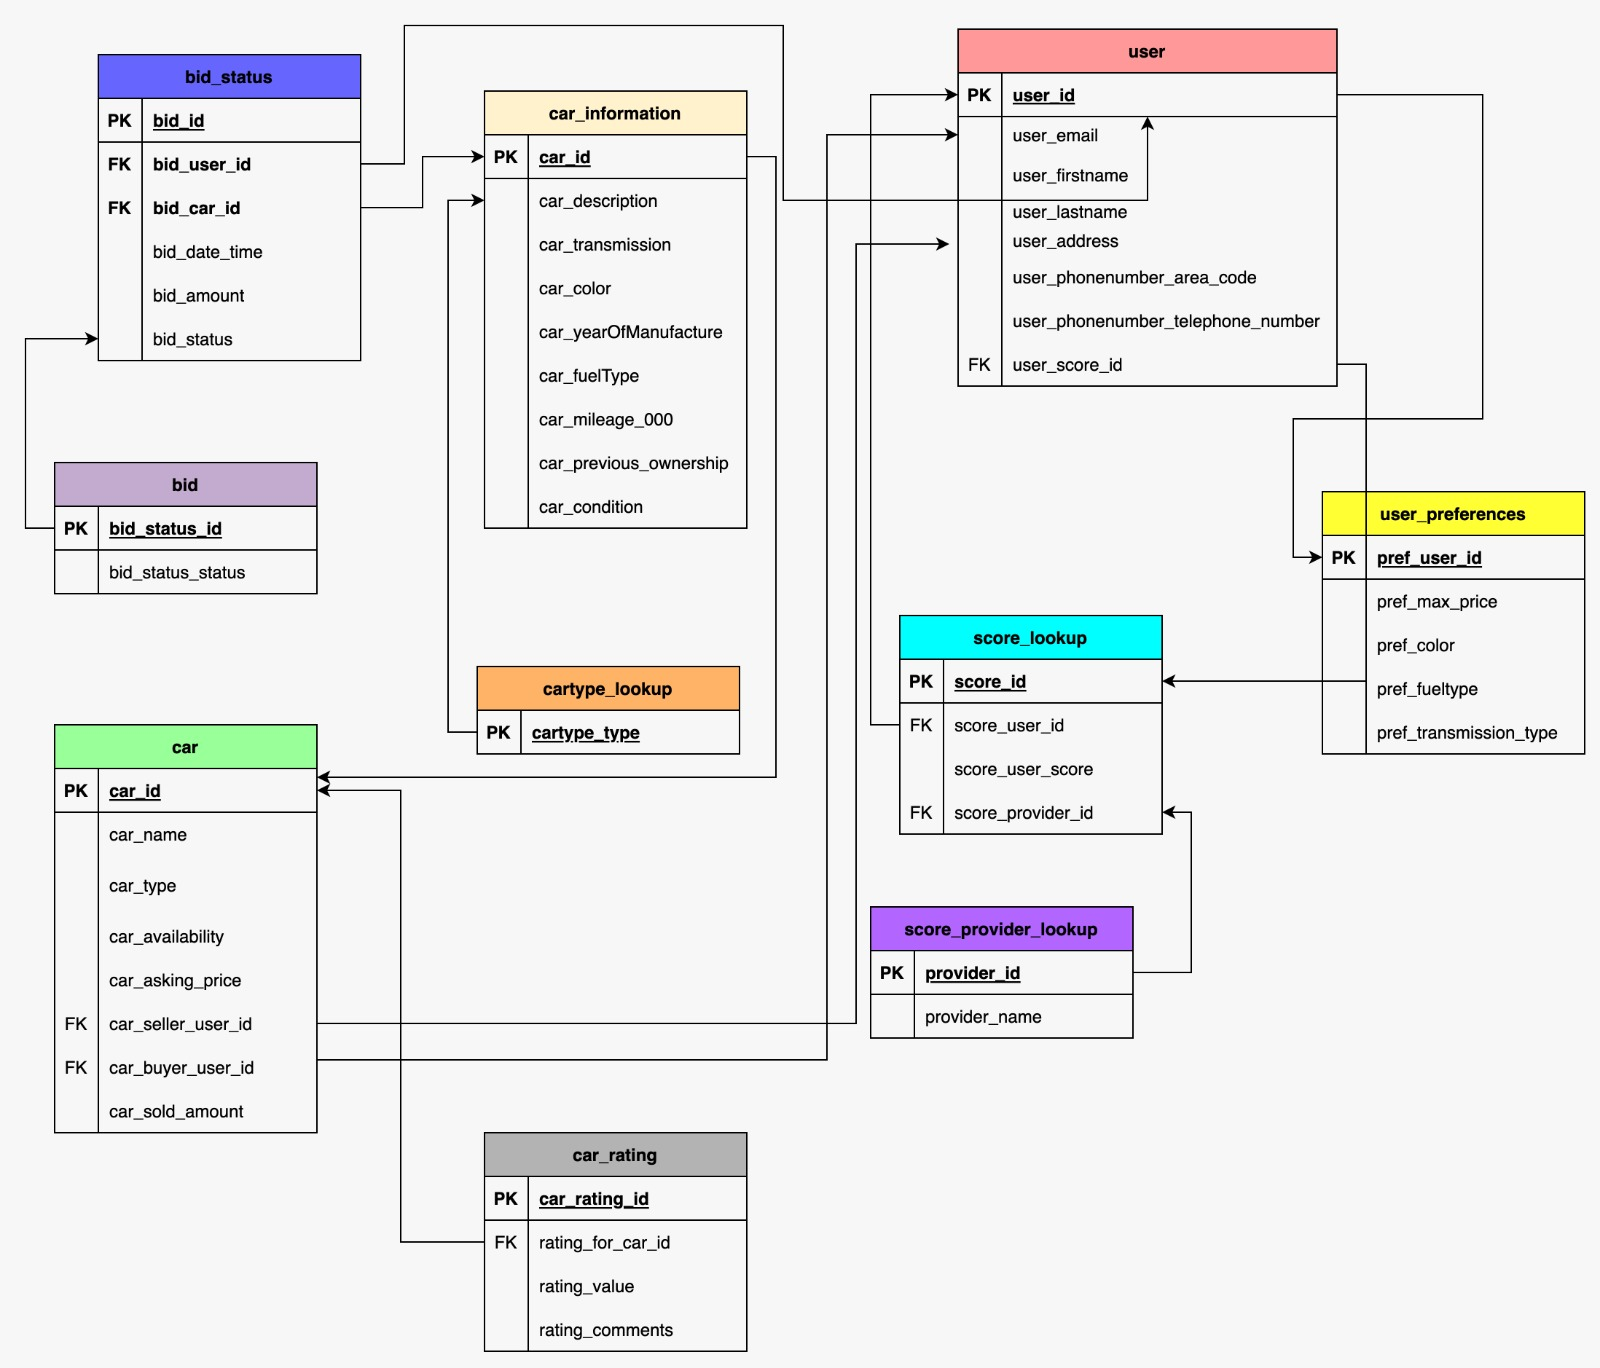 bid_status
PK bid_id
FK bid_user_id
FK bid_car_id
bid_date_time
bid_amount
bid_status
car_information
PK car_id
car_description
car_transmission
car_color
car_yearOfManufacture
car_fuelType
car_mileage_000
car_previous_ownership
car_condition
user
PK user_id
user_email
user_firstname
user_lastname
user_address
user_phonenumber_area_code
user_phonenumber_telephone_number
FK user_score_id
bid
PK bid_status_id
bid_status_status
user_preferences
PK pref_user_id
pref_max_price
pref_color
pref_fueltype
pref_transmission_type
cartype_lookup
PK cartype_type
score_lookup
PK score_id
FK score_user_id
score_user_score
FK score_provider_id
car
PK car_id
car_name
car_type
car_availability
car_asking_price
FK car_seller_user_id
FK car_buyer_user_id
car_sold_amount
score_provider_lookup
PK provider_id
provider_name
car_rating
PK car_rating_id
FK rating_for_car_id
rating_value
rating_comments